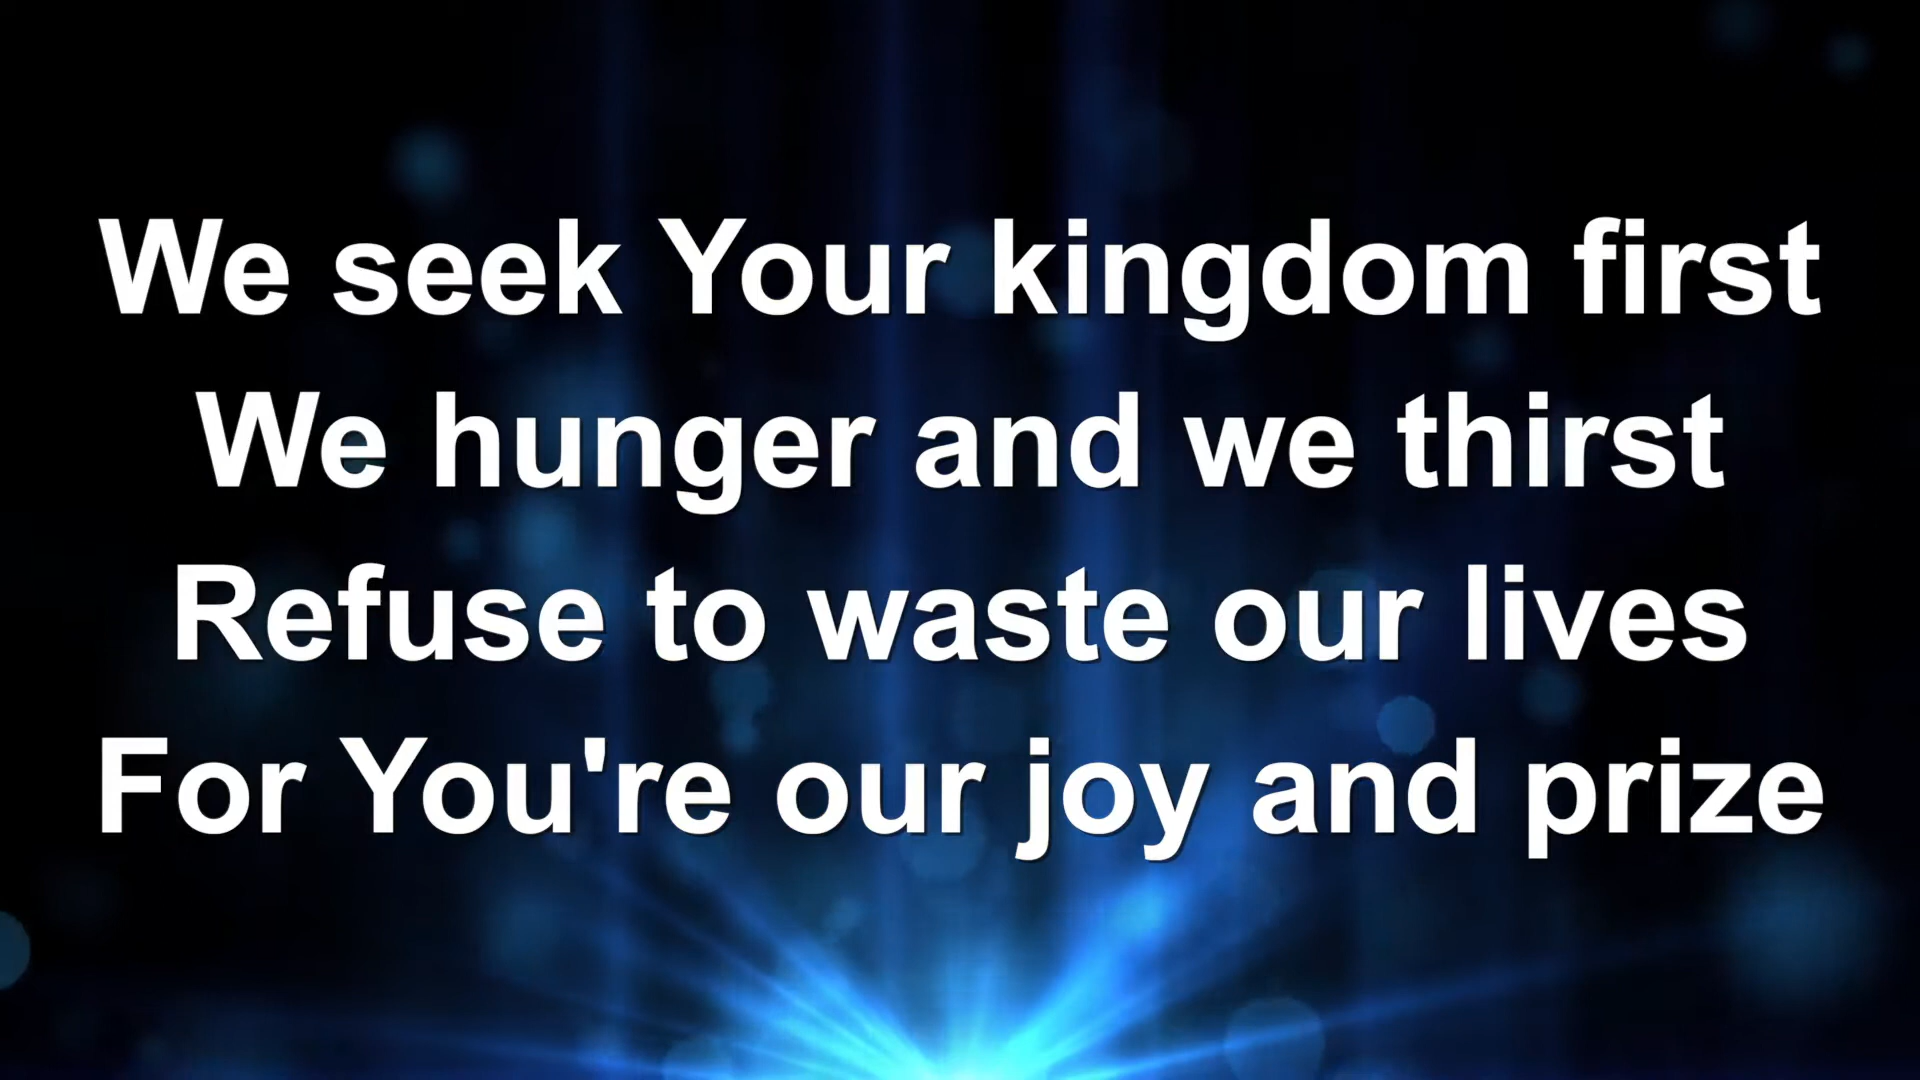 We seek Your kingdom first
We hunger and we thirst
Refuse to waste our lives
For You're our joy and prize